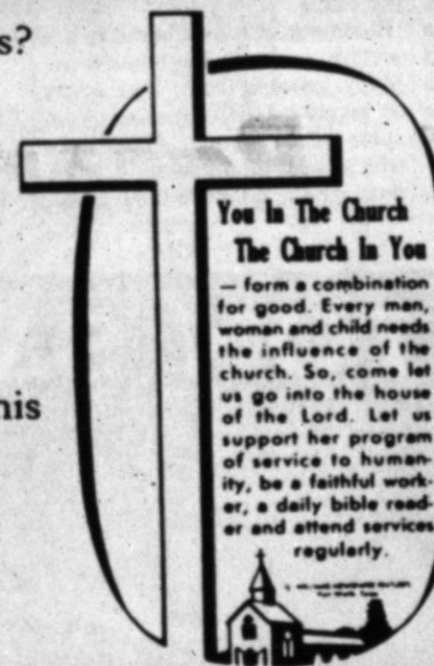 s?
his
You In The Church
The Church In You
— form a combination
for good. Every man,
woman and child needs
the influence of the
church. So, come let
us go into the house
of the Lord. Let us
support her program
of service to human-
ity, be a faithful work-
er, a daily bible read-
er and attend services
regularly.